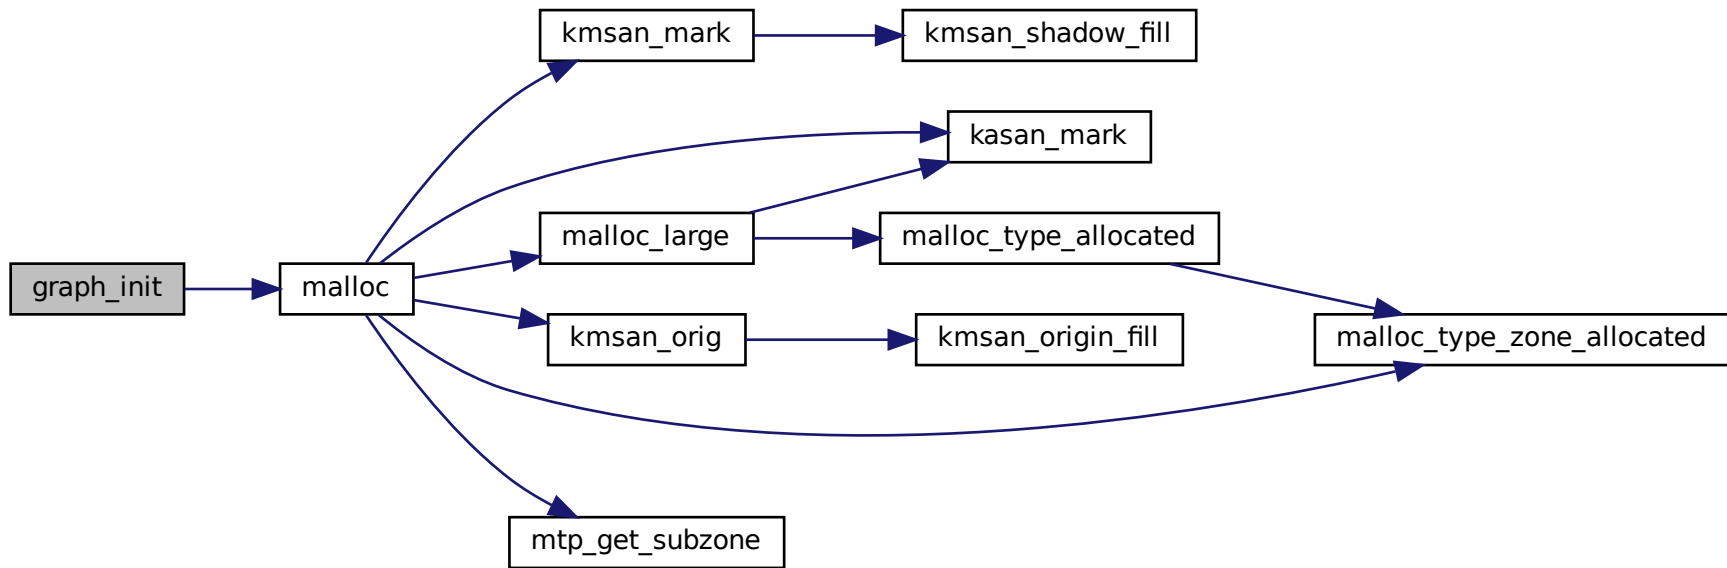 kmsan_mark
kmsan_shadow_fill
kasan_mark
malloc_large
malloc_type_allocated
graph_init
malloc
kmsan_orig
kmsan_origin_fill
malloc_type_zone_allocated
mtp_get_subzone